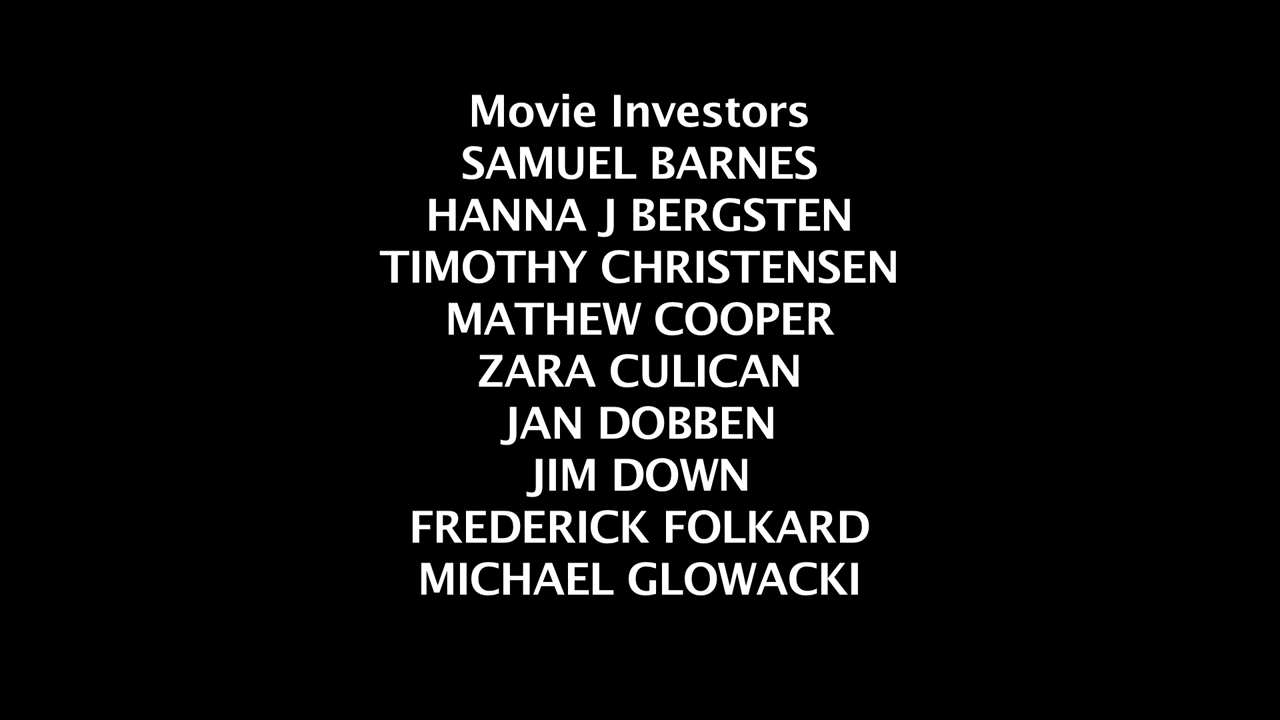 Movie Investors
SAMUEL BARNES
HANNA J BERGSTEN
TIMOTHY CHRISTENSEN
MATHEW COOPER
ZARA CULICAN
JAN DOBBEN
JIM DOWN
FREDERICK FOLKARD
MICHAEL GLOWACKI